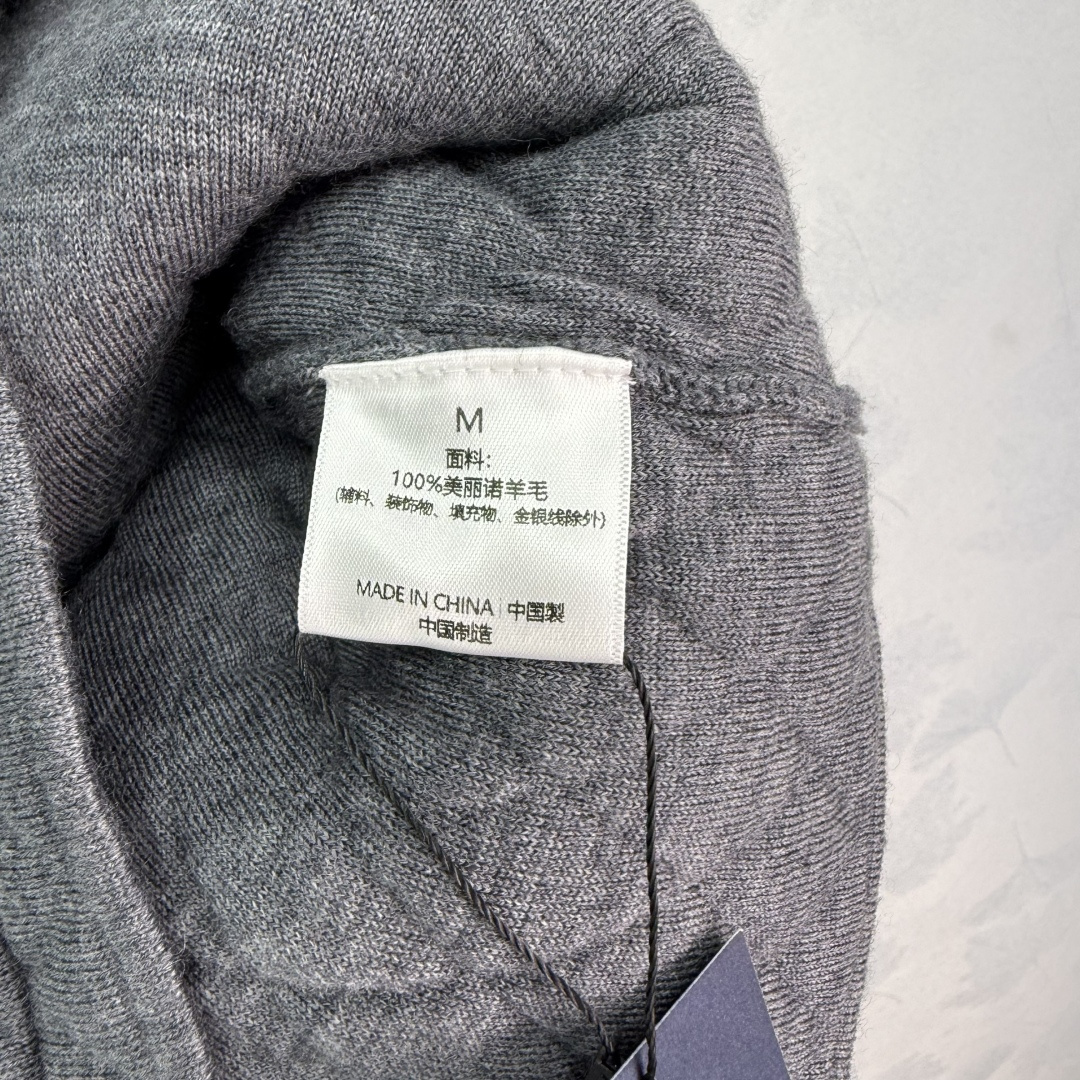 M
面料:
100%美丽诺羊毛
(辅料、装饰物、填充物、金银线除外)
MADE IN CHINA | 中国製
中国制造